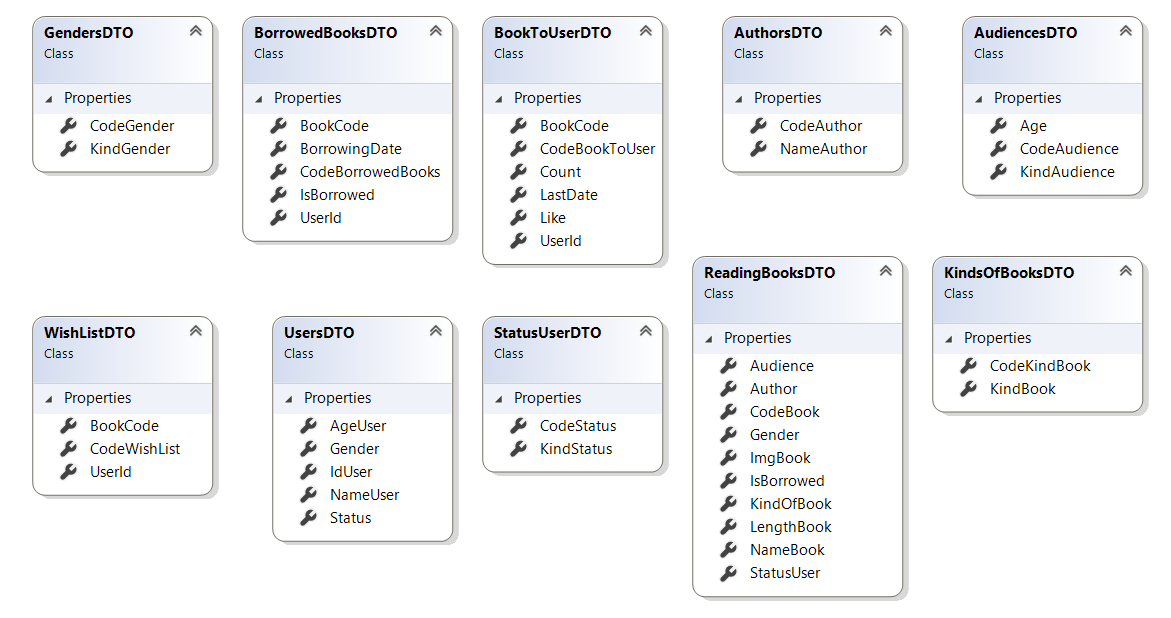 GendersDTO
Class
Properties
CodeGender
KindGender
BorrowedBooksDTO
Class
Properties
BookCode
BorrowingDate
CodeBorrowedBooks
IsBorrowed
UserId
BookToUserDTO
Class
Properties
BookCode
CodeBookToUser
Count
LastDate
Like
UserId
AuthorsDTO
Class
Properties
CodeAuthor
NameAuthor
AudiencesDTO
Class
Properties
Age
CodeAudience
KindAudience
WishListDTO
Class
Properties
BookCode
CodeWishList
UserId
UsersDTO
Class
Properties
AgeUser
Gender
IdUser
NameUser
Status
StatusUserDTO
Class
Properties
CodeStatus
KindStatus
ReadingBooksDTO
Class
Properties
Audience
Author
CodeBook
Gender
ImgBook
IsBorrowed
KindOfBook
LengthBook
NameBook
StatusUser
KindsOfBooksDTO
Class
Properties
CodeKindBook
KindBook